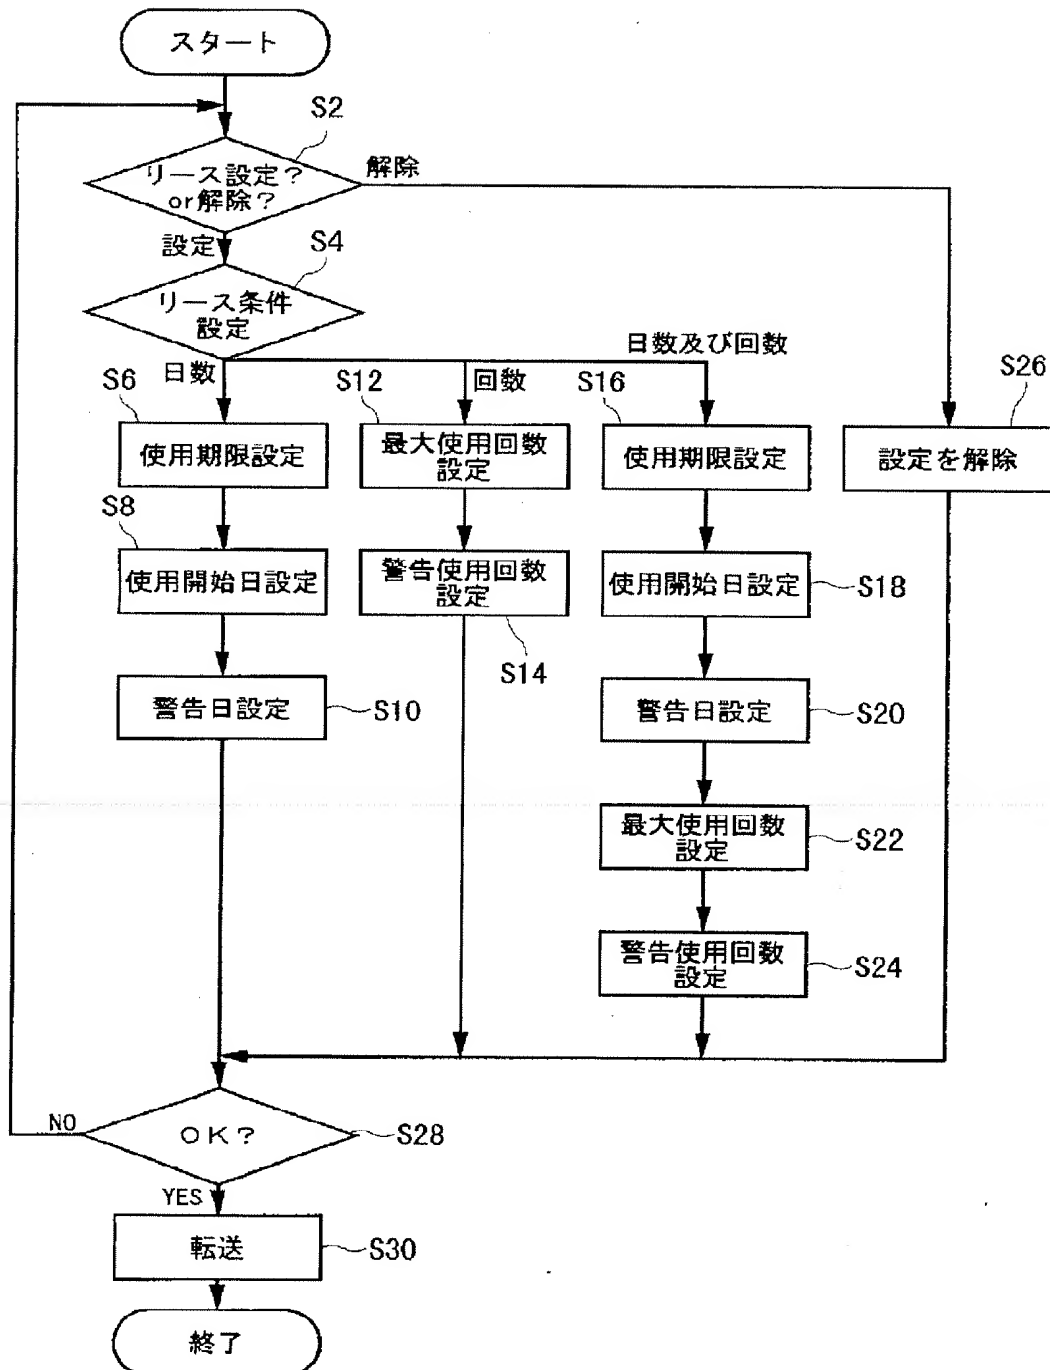 スタート
S2
リース設定?
or解除?
解除
設定
S4
リース条件
設定
日数
回数
日数及び回数
S6
使用期限設定
S12
最大使用回数
設定
S16
使用期限設定
S26
設定を解除
S8
使用開始日設定
警告使用回数
設定
S14
使用開始日設定
S18
警告日設定
S10
警告日設定
S20
最大使用回数
設定
S22
警告使用回数
設定
S24
NO
OK?
S28
YES
転送
S30
終了